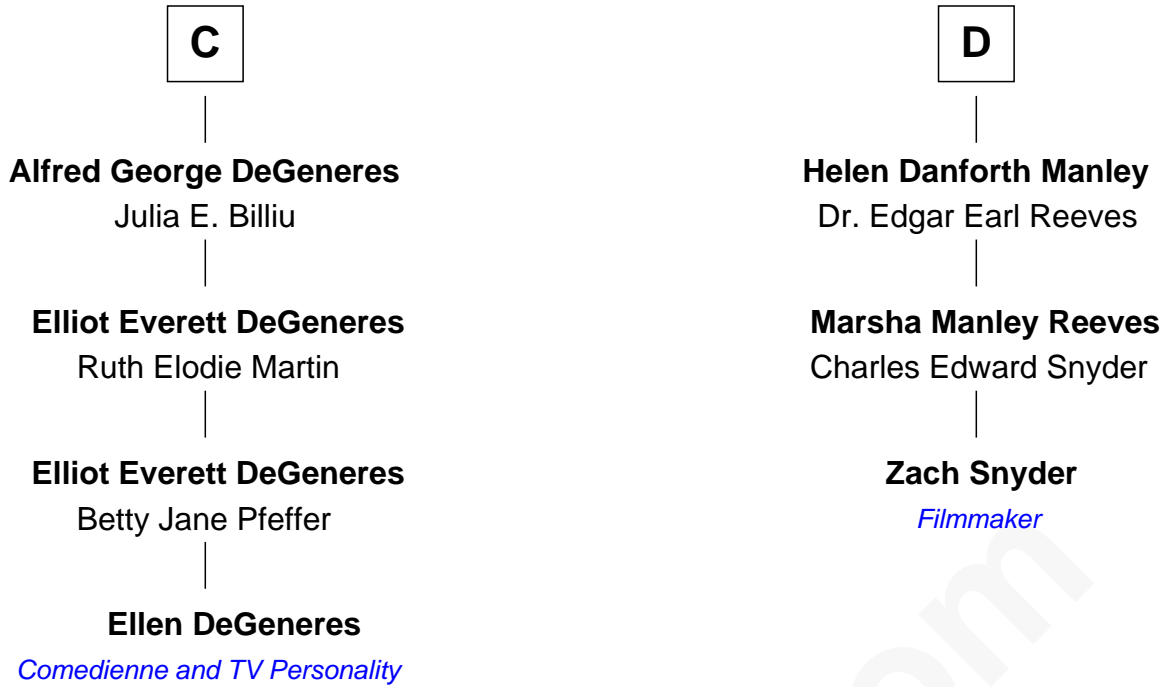 C
Alfred George DeGeneres
Julia E. Billiu
Elliot Everett DeGeneres
Ruth Elodie Martin
Elliot Everett DeGeneres
Betty Jane Pfeffer
Ellen DeGeneres
Comedienne and TV Personality
D
Helen Danforth Manley
Dr. Edgar Earl Reeves
Marsha Manley Reeves
Charles Edward Snyder
Zach Snyder
Filmmaker
om